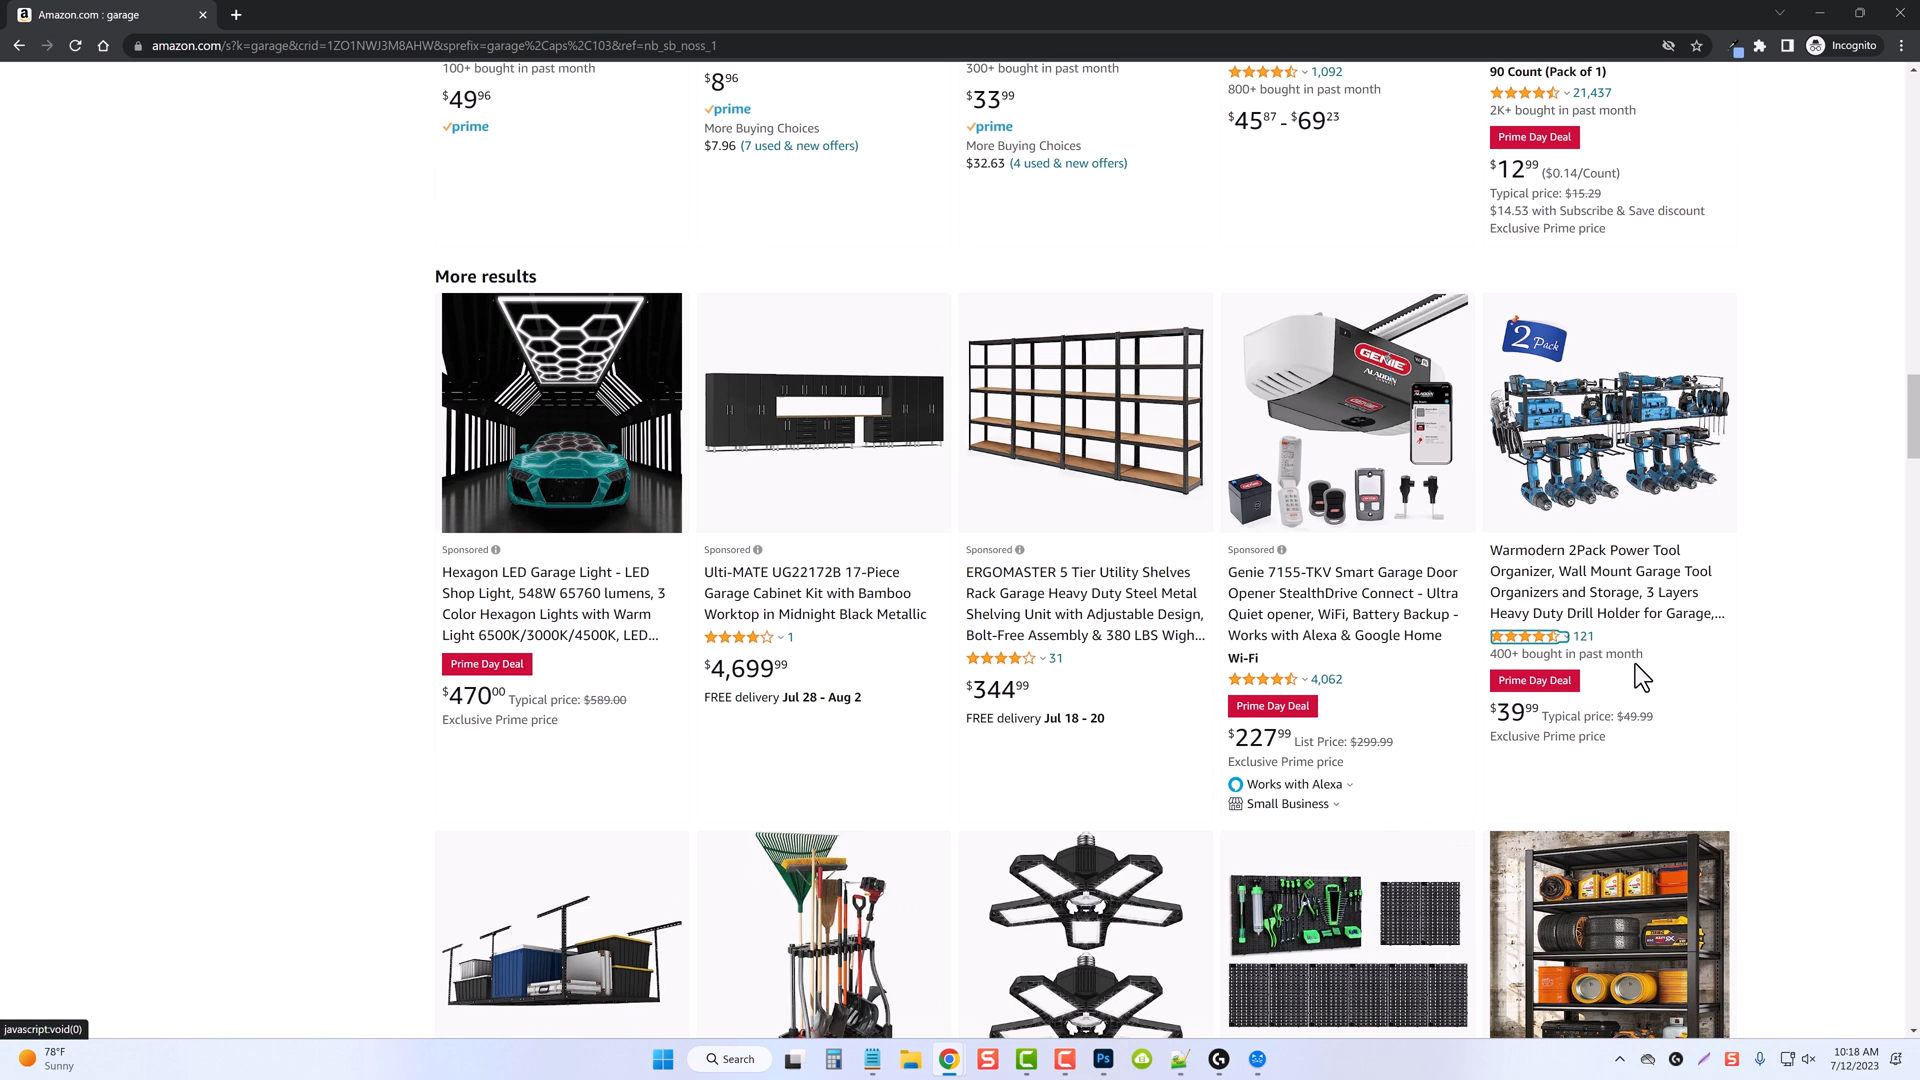 Amazon.com : garage
amazon.com/s?k=garage&crid=1ZO1NWJ3M8AHW&sprefix=garage%2Caps%2C103&ref=nb_sb_noss_1
Incognito
100+ bought in past month
$49.96
prime
$8.96
prime
More Buying Choices
$7.96 (7 used & new offers)
300+ bought in past month
$33.99
prime
More Buying Choices
$32.63 (4 used & new offers)
1,092
800+ bought in past month
$45.87 - $69.23
90 Count (Pack of 1)
21,437
2K+ bought in past month
Prime Day Deal
$12.99 ($0.14/Count)
Typical price: $15.29
$14.53 with Subscribe & Save discount
Exclusive Prime price
More results
GENIE
ALADDIN
CONNECT
2 Pack
Sponsored
Hexagon LED Garage Light - LED
Shop Light, 548W 65760 lumens, 3
Color Hexagon Lights with Warm
Light 6500K/3000K/4500K, LED...
Prime Day Deal
$470.00 Typical price: $589.00
Exclusive Prime price
Sponsored
Ulti-MATE UG22172B 17-Piece
Garage Cabinet Kit with Bamboo
Worktop in Midnight Black Metallic
1
$4,699.99
FREE delivery Jul 28 - Aug 2
Sponsored
ERGOMASTER 5 Tier Utility Shelves
Rack Garage Heavy Duty Steel Metal
Shelving Unit with Adjustable Design,
Bolt-Free Assembly & 380 LBS Wigh...
31
$344.99
FREE delivery Jul 18 - 20
Sponsored
Genie 7155-TKV Smart Garage Door
Opener StealthDrive Connect - Ultra
Quiet opener, WiFi, Battery Backup -
Works with Alexa & Google Home
Wi-Fi
4,062
Prime Day Deal
$227.99 List Price: $299.99
Exclusive Prime price
Works with Alexa
Small Business
Warmodern 2Pack Power Tool
Organizer, Wall Mount Garage Tool
Organizers and Storage, 3 Layers
Heavy Duty Drill Holder for Garage,...
121
400+ bought in past month
Prime Day Deal
$39.99 Typical price: $49.99
Exclusive Prime price
javascript:void(0)
78°F
Sunny
Search
10:18 AM
7/12/2023